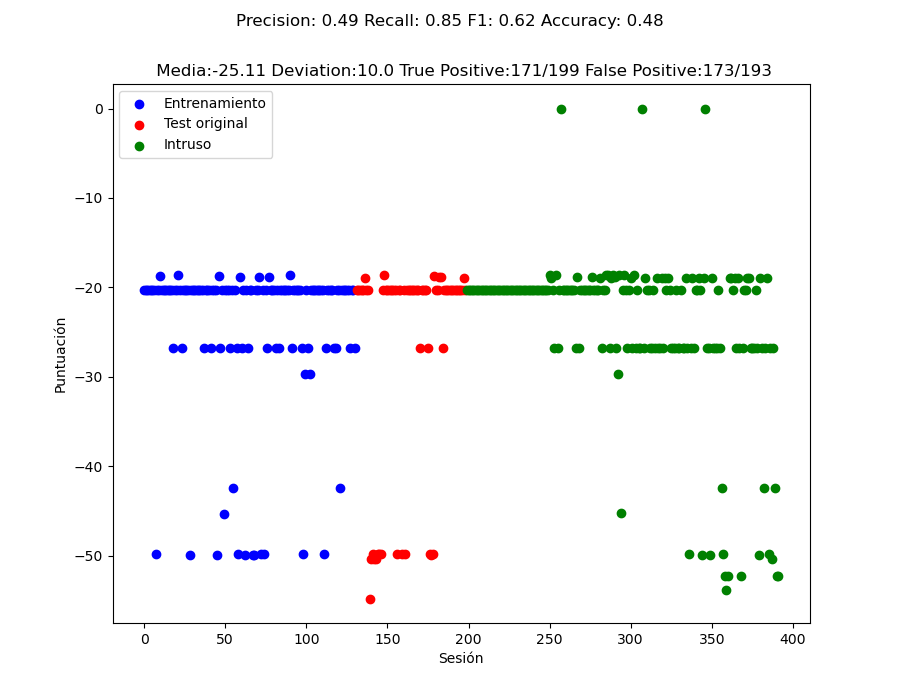 Precision: 0.49 Recall: 0.85 F1: 0.62 Accuracy: 0.48
Media:-25.11 Deviation:10.0 True Positive:171/199 False Positive:173/193
Entrenamiento
Test original
Intruso
0
−10
−20
−30
−40
−50
Puntuación
0 50 100 150 200 250 300 350 400
Sesión